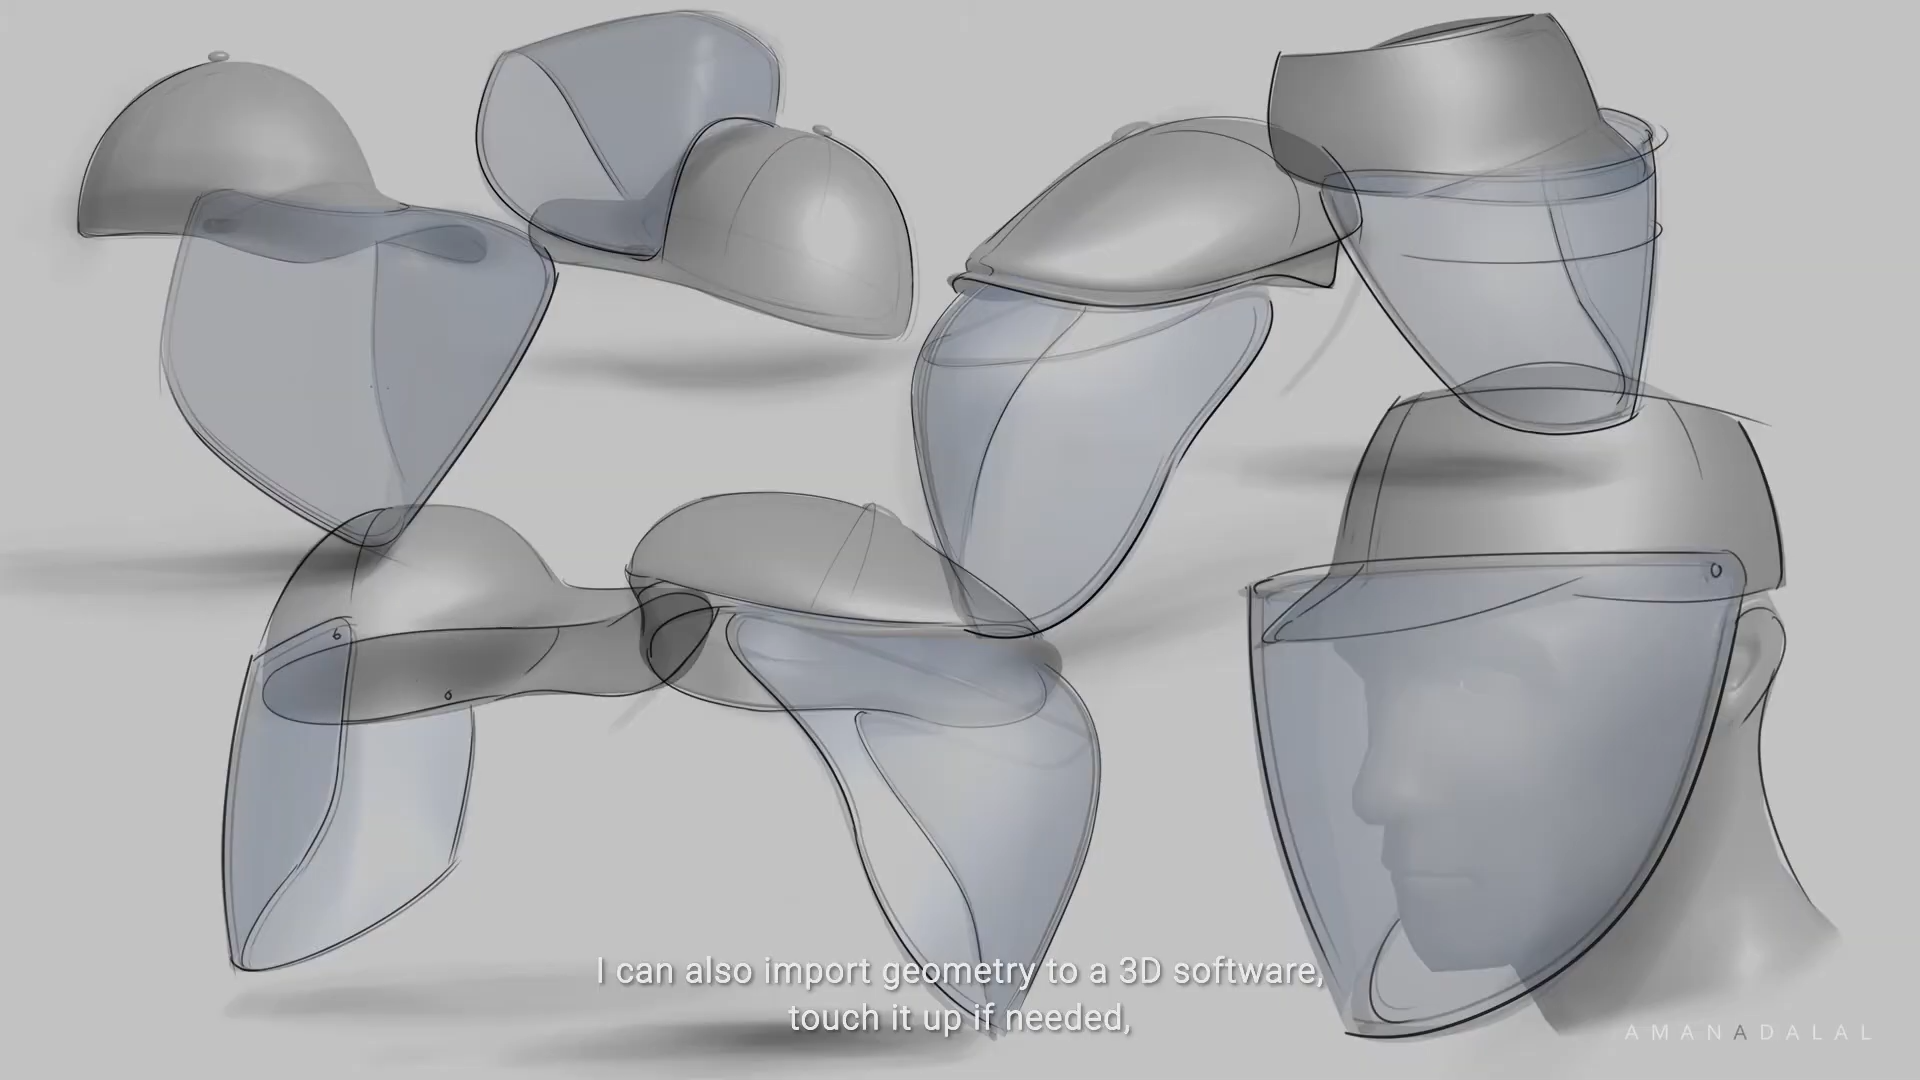 I can also import geometry to a 3D software,
touch it up if needed,
AMANADALAL